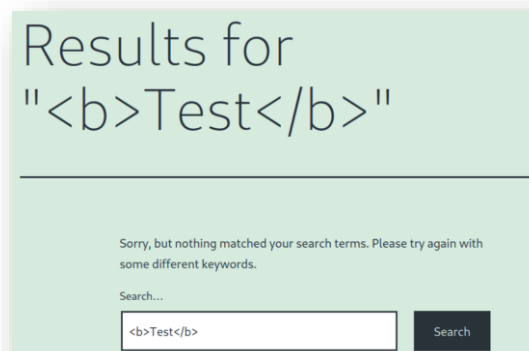 Results for
"<b>Test</b>"
Sorry, but nothing matched your search terms. Please try again with
some different keywords.
Search...
<b>Test</b>
Search